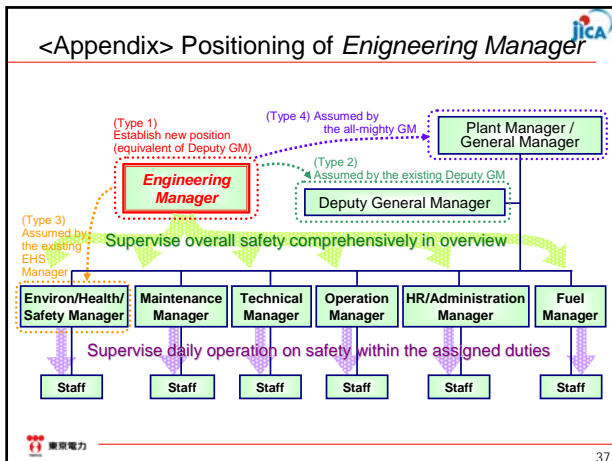 <Appendix> Positioning of Enigneering Manager
jICA
(Type 1)
Establish new position
(equivalent of Deputy GM)
(Type 4) Assumed by
the all-mighty GM
Plant Manager /
General Manager
Engineering
Manager
(Type 2)
Assumed by the existing Deputy GM
Deputy General Manager
(Type 3)
Assumed by
the existing
EHS
Manager
Supervise overall safety comprehensively in overview
Environ/Health/
Safety Manager
Maintenance
Manager
Technical
Manager
Operation
Manager
HR/Administration
Manager
Fuel
Manager
Supervise daily operation on safety within the assigned duties
Staff
Staff
Staff
Staff
Staff
Staff
東京電力
37